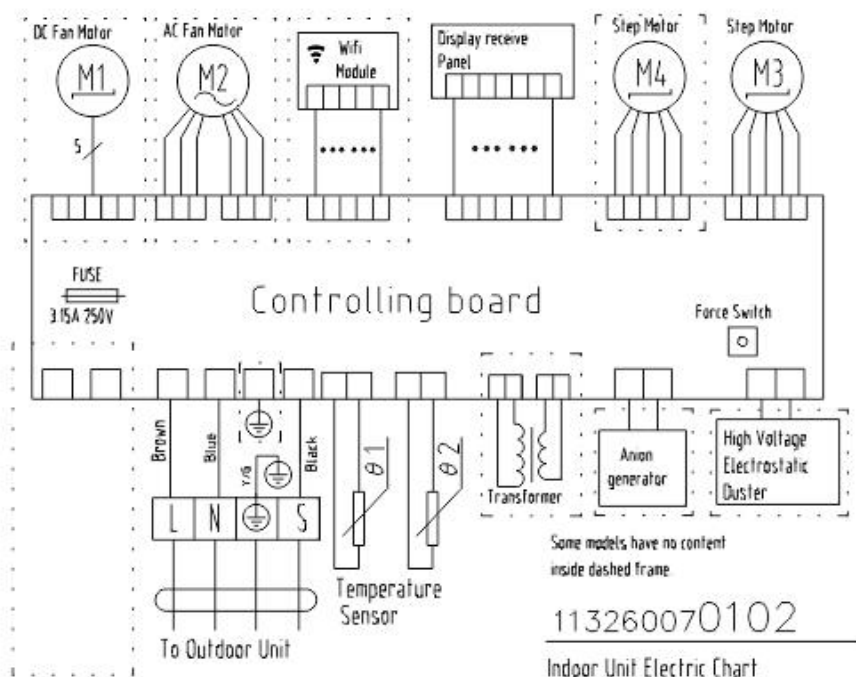 DC Fan Motor
AC Fan Motor
Step Motor
Step Motor
M1
M2
Wifi
Module
Display receive
Panel
M4
M3
5
FUSE
3.15A 250V
Controlling board
Force Switch
Brown
Blue
Y/G
Black
θ1
θ2
L
N
S
Transformer
Anion
generator
High Voltage
Electrostatic
Duster
Temperature
Sensor
To Outdoor Unit
Some models have no content
inside dashed frame
113260070102
Indoor Unit Electric Chart